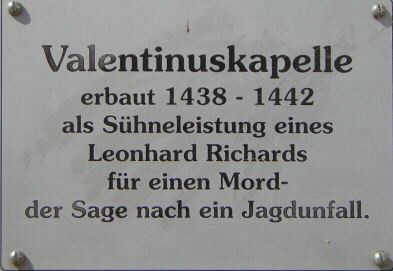 Valentinuskapelle
erbaut 1438 - 1442
als Sühneleistung eines
Leonhard Richards
für einen Mord-
der Sage nach ein Jagdunfall.